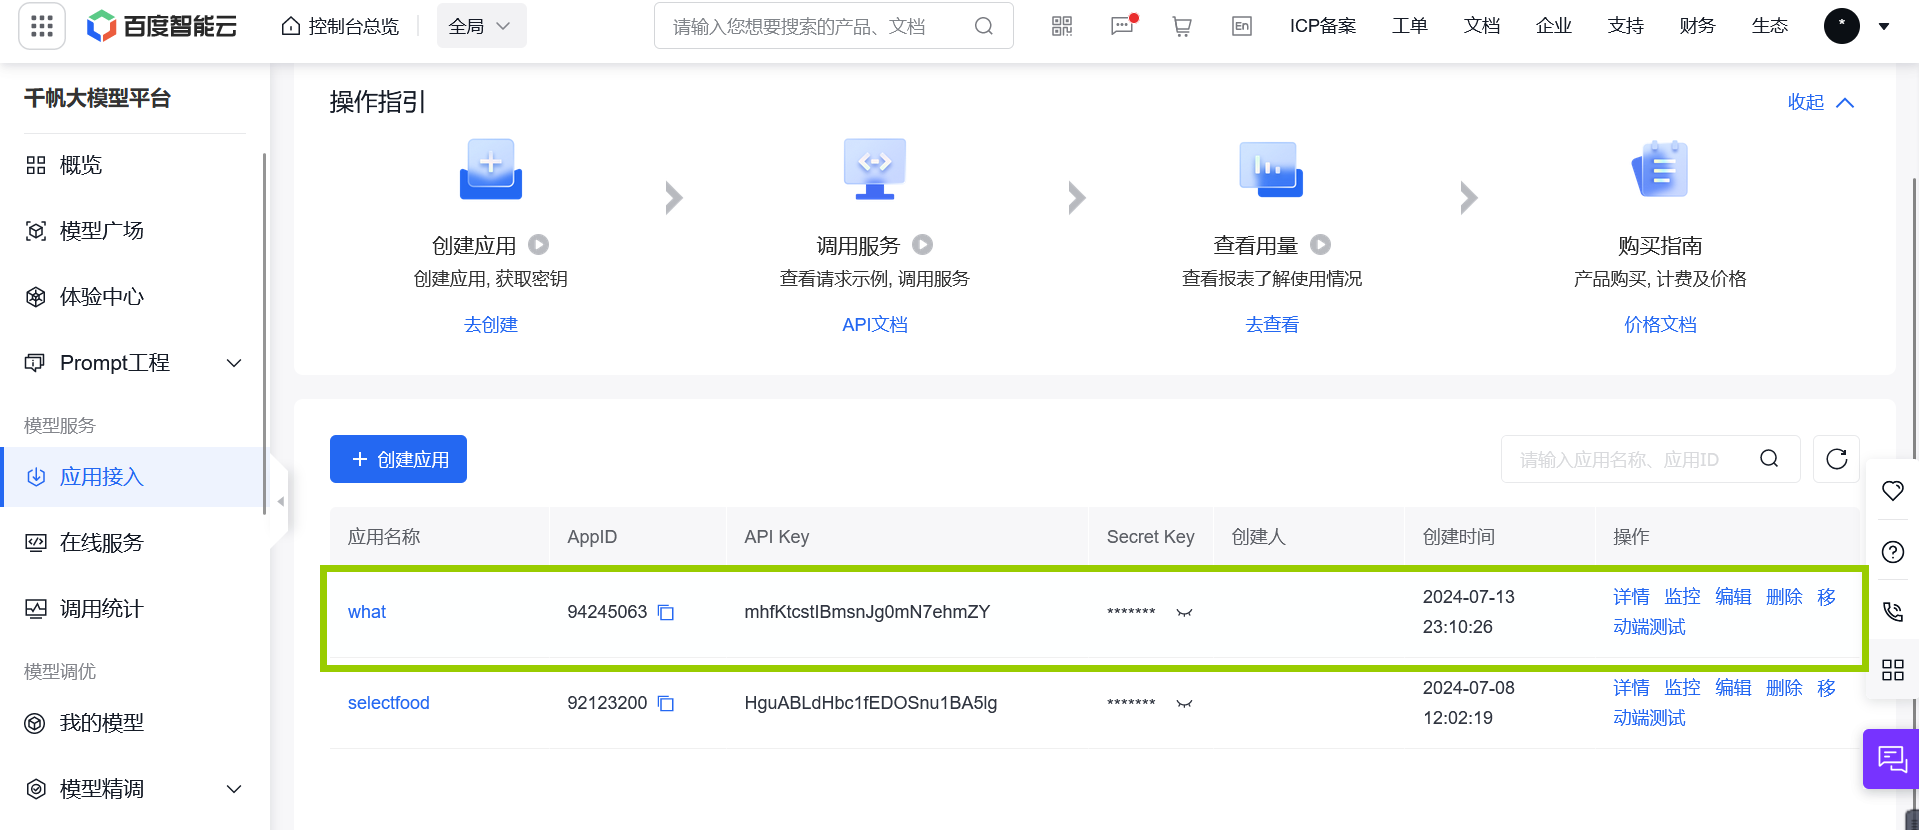 百度智能云
控制台总览
全局
请输入您想要搜索的产品、文档
En
ICP备案
工单
文档
企业
支持
财务
生态
*
千帆大模型平台
概览
模型广场
体验中心
Prompt工程
模型服务
应用接入
在线服务
调用统计
模型调优
我的模型
模型精调
操作指引
收起
创建应用
创建应用, 获取密钥
去创建
调用服务
查看请求示例, 调用服务
API文档
查看用量
查看报表了解使用情况
去查看
购买指南
产品购买, 计费及价格
价格文档
创建应用
请输入应用名称、应用ID
应用名称 AppID API Key Secret Key 创建人 创建时间 操作
what 94245063 mhfKtcstIBmsnJg0mN7ehmZY ******* 2024-07-13 详情 监控 编辑 删除 移
23:10:26 动端测试
selectfood 92123200 HguABLdHbc1fEDOSnu1BA5lg ******* 2024-07-08 详情 监控 编辑 删除 移
12:02:19 动端测试